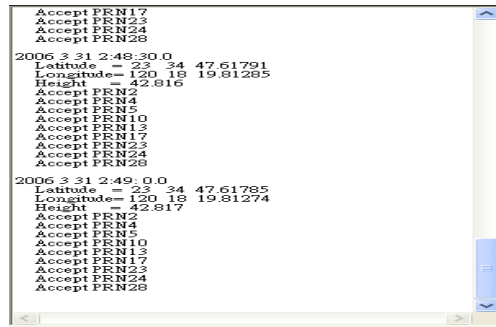 Accept PRN17
Accept PRN23
Accept PRN24
Accept PRN28
2006 3 31 2:48:30.0
Latitude = 23 34 47.61791
Longitude= 120 18 19.81285
Height = 42.816
Accept PRN2
Accept PRN4
Accept PRN5
Accept PRN10
Accept PRN13
Accept PRN17
Accept PRN23
Accept PRN24
Accept PRN28
2006 3 31 2:49: 0.0
Latitude = 23 34 47.61785
Longitude= 120 18 19.81274
Height = 42.817
Accept PRN2
Accept PRN4
Accept PRN5
Accept PRN10
Accept PRN13
Accept PRN17
Accept PRN23
Accept PRN24
Accept PRN28